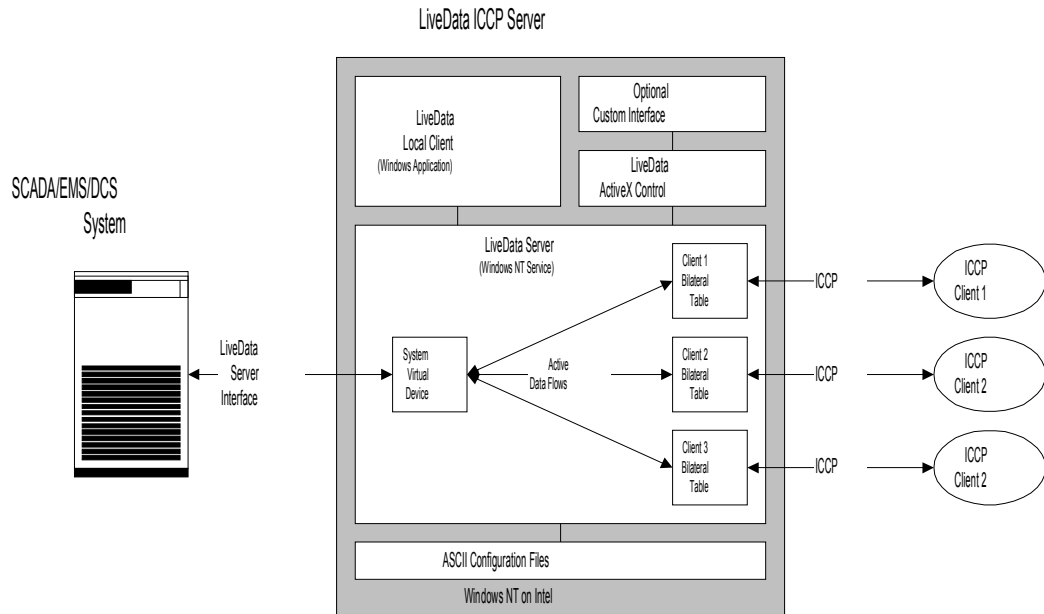 LiveData ICCP Server
LiveData
Local Client
(Windows Application)
Optional
Custom Interface
LiveData
ActiveX Control
SCADA/EMS/DCS
System
LiveData
Server
Interface
LiveData Server
(Windows NT Service)
System
Virtual
Device
Active
Data Flows
Client 1
Bilateral
Table
ICCP
ICCP
Client 1
Client 2
Bilateral
Table
ICCP
ICCP
Client 2
Client 3
Bilateral
Table
ICCP
ICCP
Client 2
ASCII Configuration Files
Windows NT on Intel